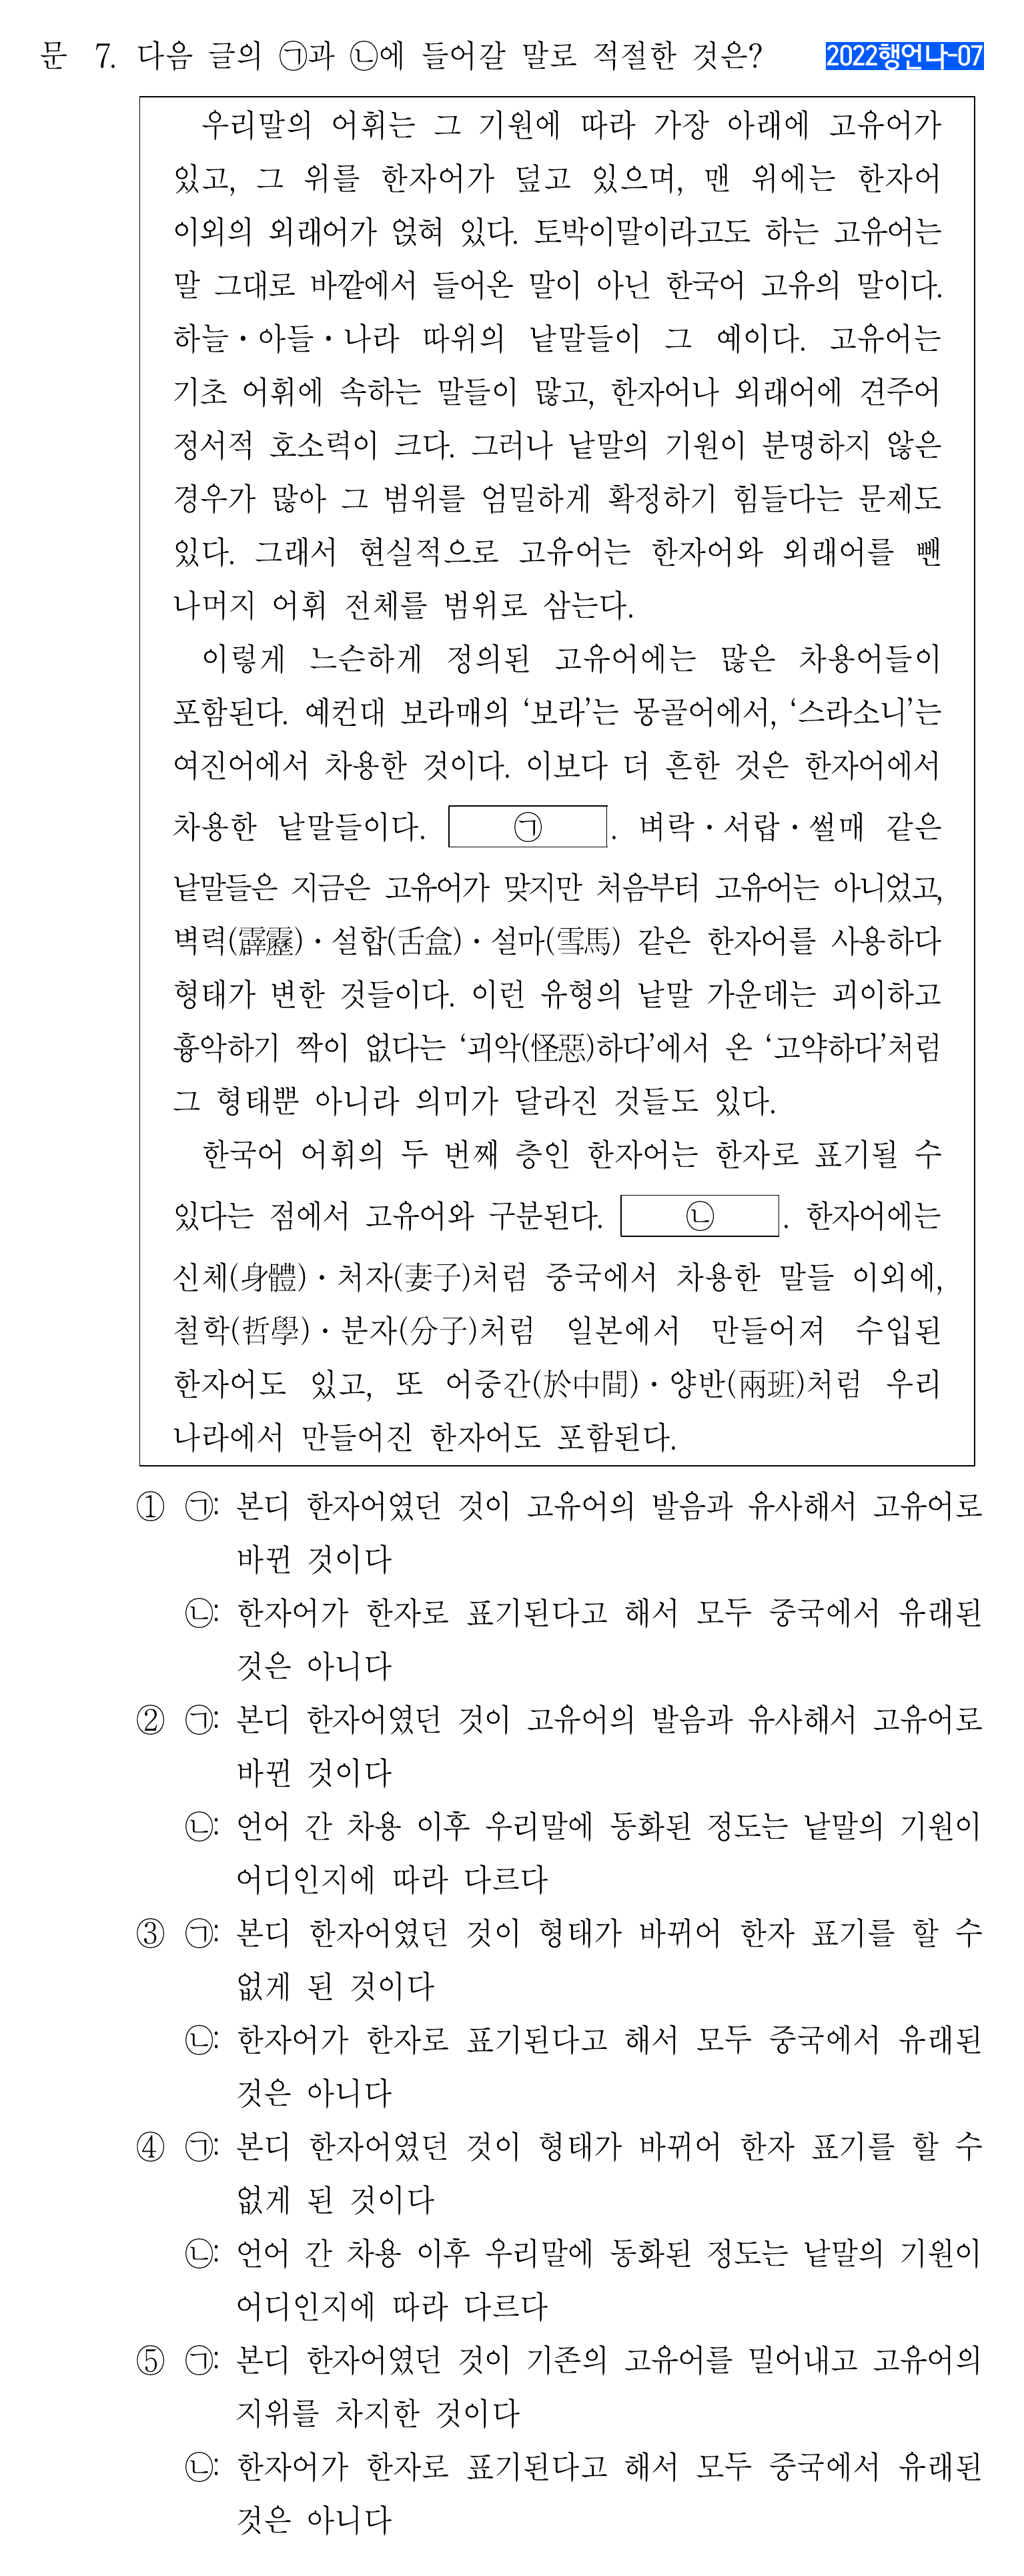 문 7. 다음 글의 ㉠과 ㉡에 들어갈 말로 적절한 것은? 2022행언나-07
우리말의 어휘는 그 기원에 따라 가장 아래에 고유어가
있고, 그 위를 한자어가 덮고 있으며, 맨 위에는 한자어
이외의 외래어가 얹혀 있다. 토박이말이라고도 하는 고유어는
말 그대로 바깥에서 들어온 말이 아닌 한국어 고유의 말이다.
하늘·아들·나라 따위의 낱말들이 그 예이다. 고유어는
기초 어휘에 속하는 말들이 많고, 한자어나 외래어에 견주어
정서적 호소력이 크다. 그러나 낱말의 기원이 분명하지 않은
경우가 많아 그 범위를 엄밀하게 확정하기 힘들다는 문제도
있다. 그래서 현실적으로 고유어는 한자어와 외래어를 뺀
나머지 어휘 전체를 범위로 삼는다.
이렇게 느슨하게 정의된 고유어에는 많은 차용어들이
포함된다. 예컨대 보라매의 ‘보라’는 몽골어에서, ‘스라소니’는
여진어에서 차용한 것이다. 이보다 더 흔한 것은 한자어에서
차용한 낱말들이다. ㉠. 벼락·서랍·썰매 같은
낱말들은 지금은 고유어가 맞지만 처음부터 고유어는 아니었고,
벽력(霹靂)·설합(舌盒)·설마(雪馬) 같은 한자어를 사용하다
형태가 변한 것들이다. 이런 유형의 낱말 가운데는 괴이하고
흉악하기 짝이 없다는 ‘괴악(怪惡)하다’에서 온 ‘고약하다’처럼
그 형태뿐 아니라 의미가 달라진 것들도 있다.
한국어 어휘의 두 번째 층인 한자어는 한자로 표기될 수
있다는 점에서 고유어와 구분된다. ㉡. 한자어에는
신체(身體)·처자(妻子)처럼 중국에서 차용한 말들 이외에,
철학(哲學)·분자(分子)처럼 일본에서 만들어져 수입된
한자어도 있고, 또 어중간(於中間)·양반(兩班)처럼 우리
나라에서 만들어진 한자어도 포함된다.
① ㉠: 본디 한자어였던 것이 고유어의 발음과 유사해서 고유어로
바뀐 것이다
㉡: 한자어가 한자로 표기된다고 해서 모두 중국에서 유래된
것은 아니다
② ㉠: 본디 한자어였던 것이 고유어의 발음과 유사해서 고유어로
바뀐 것이다
㉡: 언어 간 차용 이후 우리말에 동화된 정도는 낱말의 기원이
어디인지에 따라 다르다
③ ㉠: 본디 한자어였던 것이 형태가 바뀌어 한자 표기를 할 수
없게 된 것이다
㉡: 한자어가 한자로 표기된다고 해서 모두 중국에서 유래된
것은 아니다
④ ㉠: 본디 한자어였던 것이 형태가 바뀌어 한자 표기를 할 수
없게 된 것이다
㉡: 언어 간 차용 이후 우리말에 동화된 정도는 낱말의 기원이
어디인지에 따라 다르다
⑤ ㉠: 본디 한자어였던 것이 기존의 고유어를 밀어내고 고유어의
지위를 차지한 것이다
㉡: 한자어가 한자로 표기된다고 해서 모두 중국에서 유래된
것은 아니다